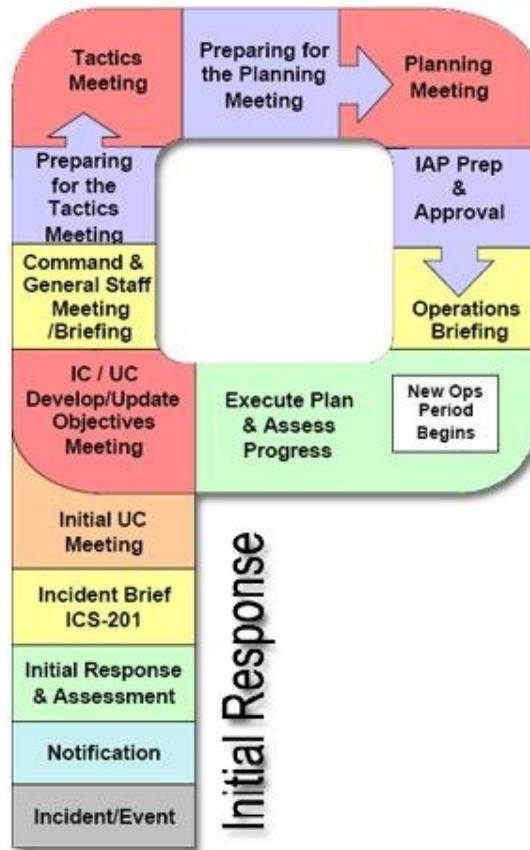 Tactics
Meeting
Preparing for
the Planning
Meeting
Planning
Meeting
Preparing
for the
Tactics
Meeting
IAP Prep
&
Approval
Command &
General Staff
Meeting
/Briefing
Operations
Briefing
IC / UC
Develop/Update
Objectives
Meeting
Execute Plan
& Assess
Progress
New Ops
Period
Begins
Initial UC
Meeting
Incident Brief
ICS-201
Initial Response
& Assessment
Notification
Incident/Event
Initial Response